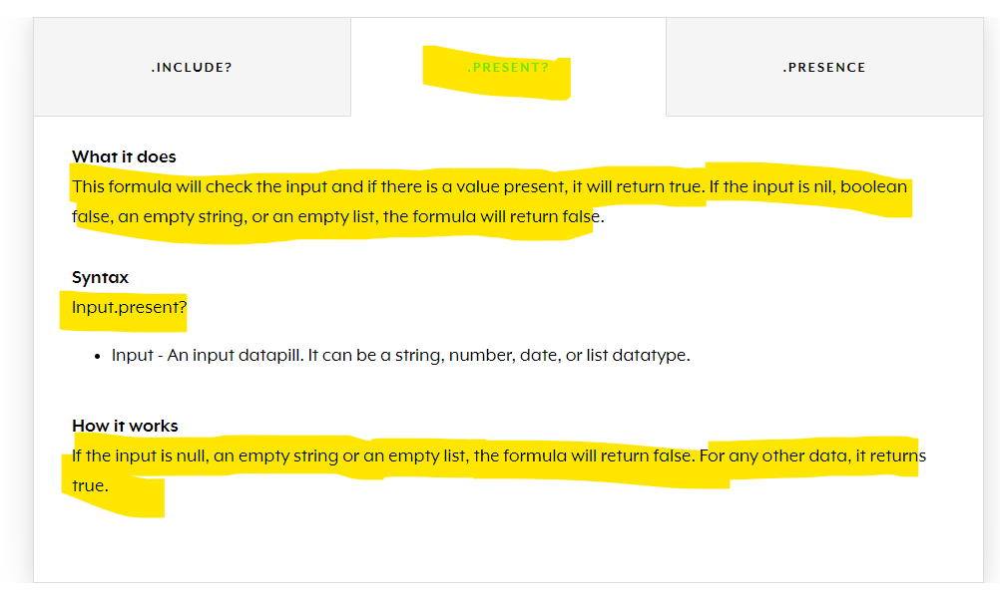 .INCLUDE?
.PRESENT?
.PRESENCE
What it does
This formula will check the input and if there is a value present, it will return true. If the input is nil, boolean
false, an empty string, or an empty list, the formula will return false.
Syntax
Input.present?
• Input - An input datapill. It can be a string, number, date, or list datatype.
How it works
If the input is null, an empty string or an empty list, the formula will return false. For any other data, it returns
true.